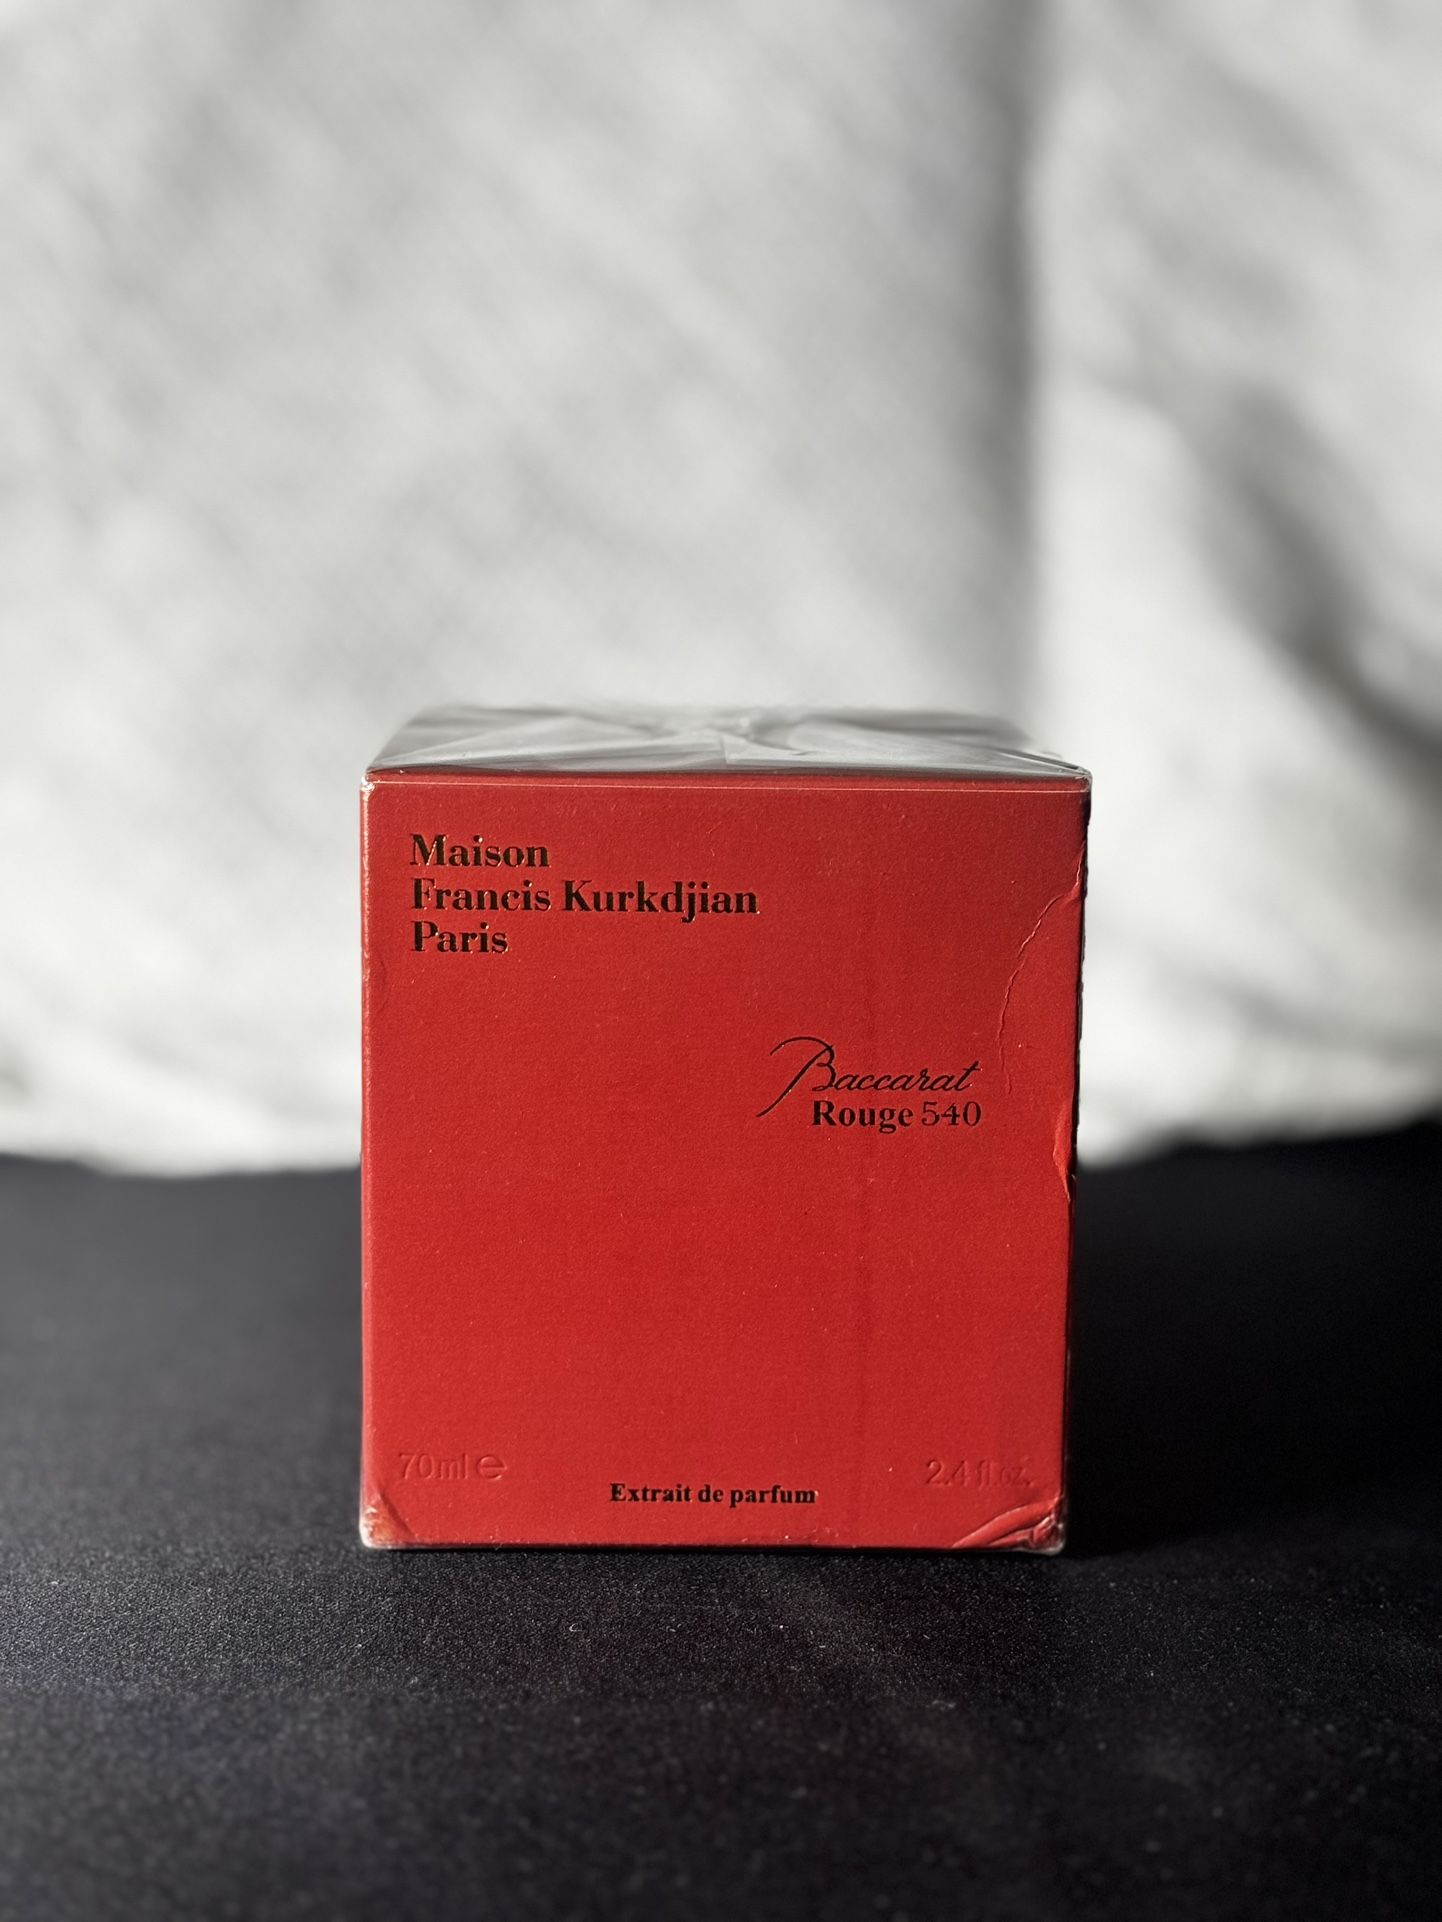 Maison
Francis Kurkdjian
Paris
Baccarat
Rouge 540
70ml e
2.4 fl.oz.
Extrait de parfum